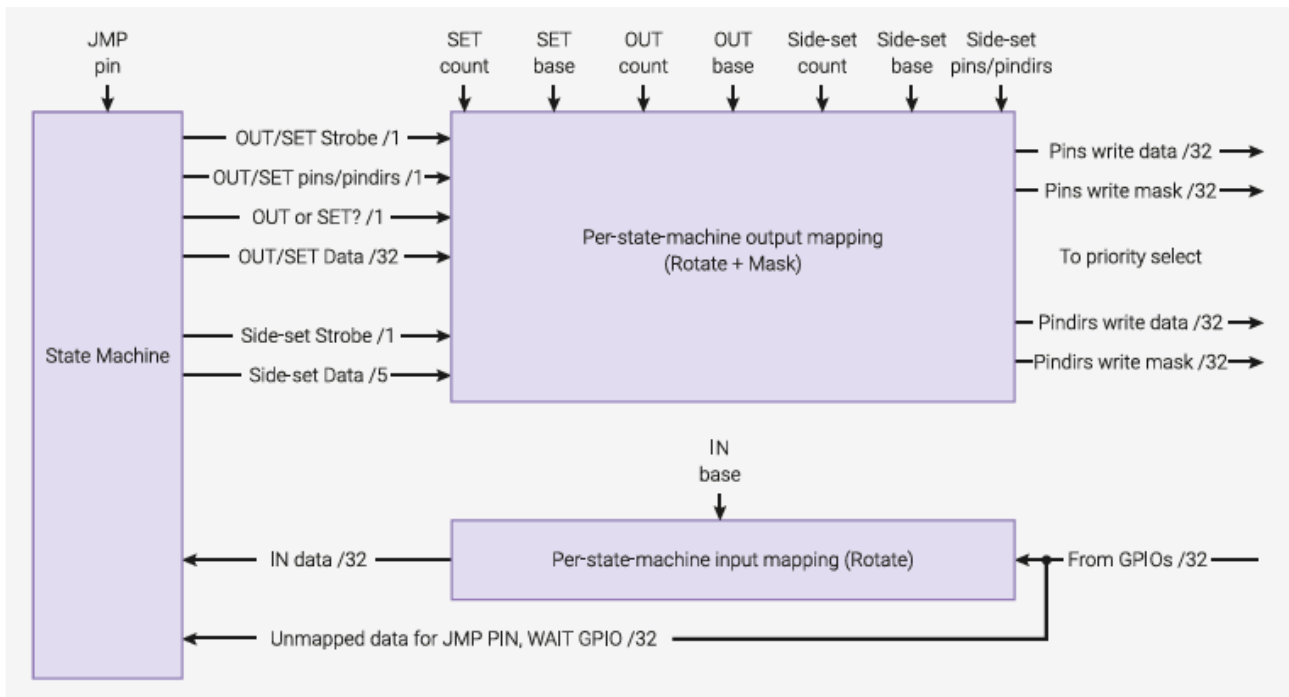 JMP
pin
SET
count
SET
base
OUT
count
OUT
base
Side-set
count
Side-set
base
Side-set
pins/pindirs
OUT/SET Strobe /1
OUT/SET pins/pindirs /1
OUT or SET? /1
OUT/SET Data /32
Side-set Strobe /1
Side-set Data /5
State Machine
Per-state-machine output mapping
(Rotate + Mask)
Pins write data /32
Pins write mask /32
To priority select
Pindirs write data /32
Pindirs write mask /32
IN
base
IN data /32
Per-state-machine input mapping (Rotate)
From GPIOs /32
Unmapped data for JMP PIN, WAIT GPIO /32